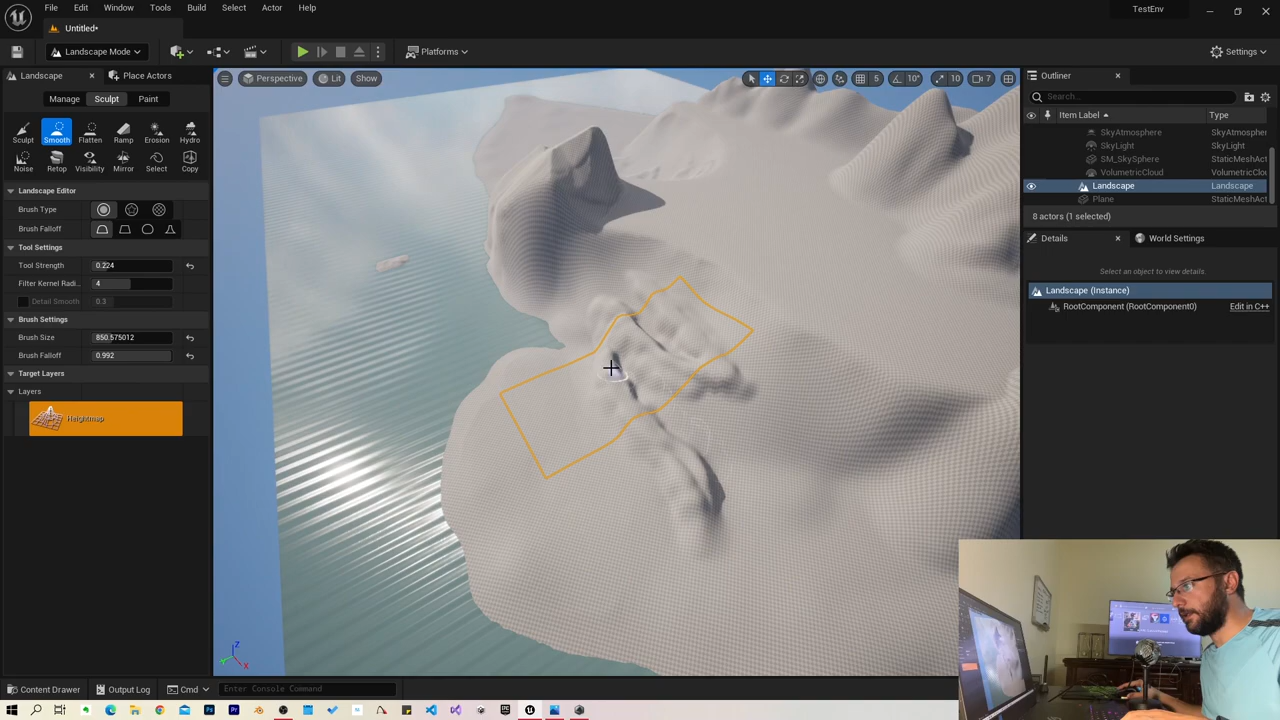 File Edit Window Tools Build Select Actor Help
TestEnv
Untitled*
Landscape Mode
Platforms
Settings
Landscape
Place Actors
Perspective
Lit
Show
5
10°
10
7
Outliner
Manage
Sculpt
Paint
Search...
Item Label
Type
Sculpt
Smooth
Flatten
Ramp
Erosion
Hydro
SkyAtmosphere
SkyAtmospher
SkyLight
SkyLight
Noise
Retop
Visibility
Mirror
Select
Copy
SM_SkySphere
StaticMeshAct
VolumetricCloud
VolumetricClou
Landscape
Landscape
Landscape Editor
Plane
StaticMeshAct
Brush Type
8 actors (1 selected)
Brush Falloff
Details
World Settings
Tool Settings
Tool Strength
0.224
Select an object to view details.
Filter Kernel Radi...
4
Landscape (Instance)
Detail Smooth
0.3
RootComponent (RootComponent0)
Edit in C++
Brush Settings
Brush Size
850.575012
Brush Falloff
0.992
Target Layers
Layers
Heightmap
Z
X
Content Drawer
Output Log
Cmd
Enter Console Command